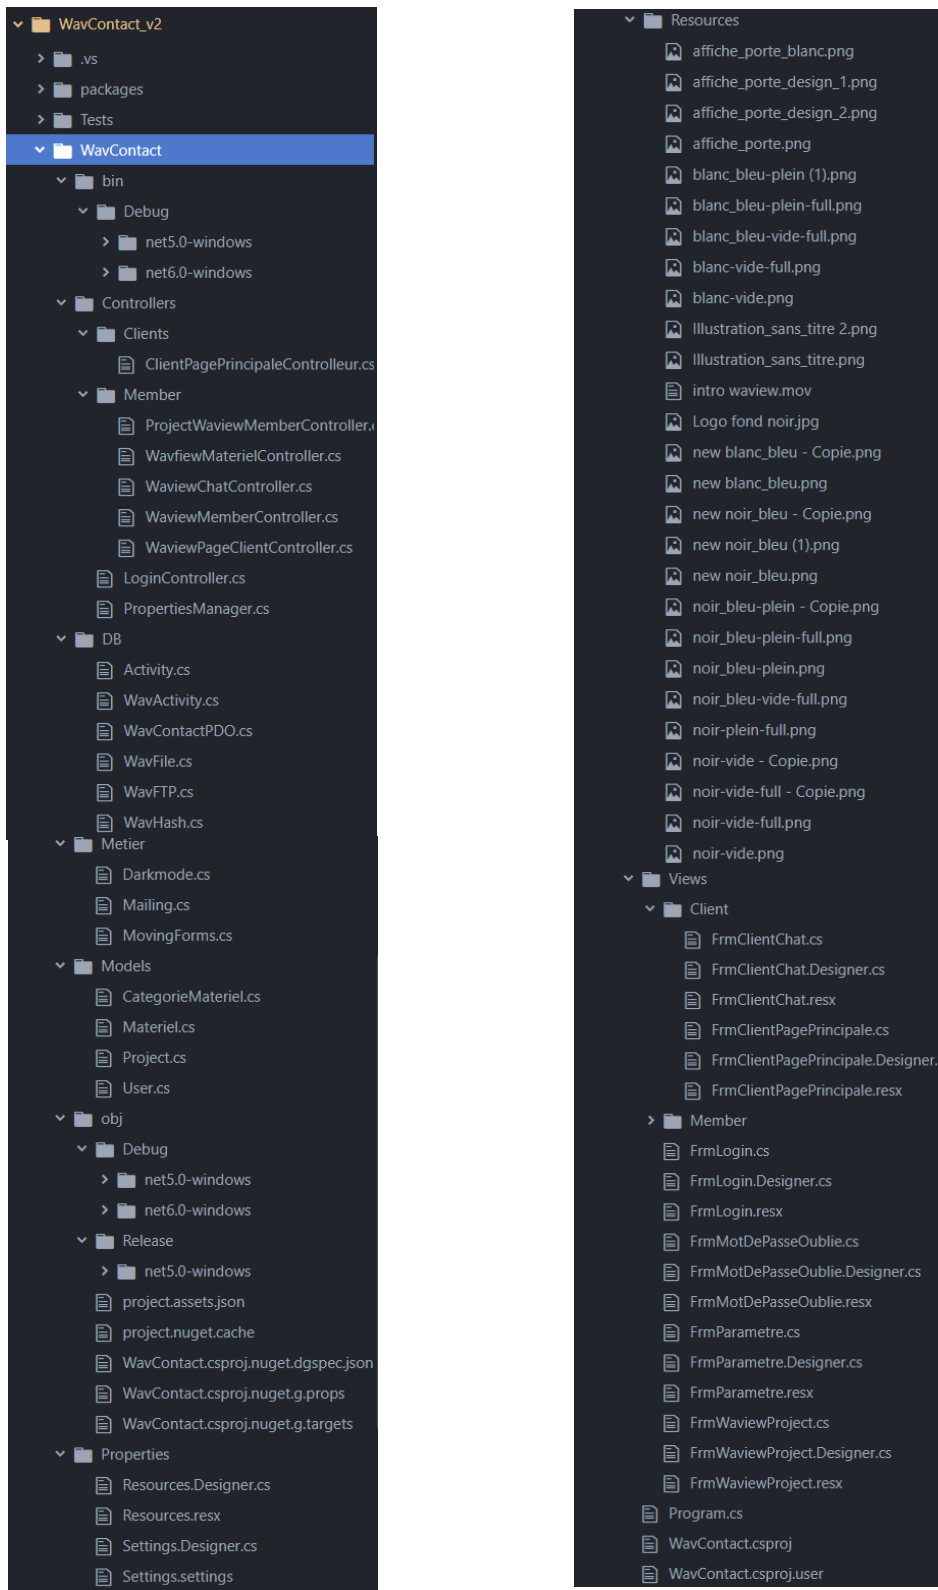 WavContact_v2
.vs
packages
Tests
WavContact
bin
Debug
net5.0-windows
net6.0-windows
Controllers
Clients
ClientPagePrincipaleControlleur.cs
Member
ProjectWaviewMemberController.
WavfiewMaterielController.cs
WaviewChatController.cs
WaviewMemberController.cs
WaviewPageClientController.cs
LoginController.cs
PropertiesManager.cs
DB
Activity.cs
WavActivity.cs
WavContactPDO.cs
WavFile.cs
WavFTP.cs
WavHash.cs
Metier
Darkmode.cs
Mailing.cs
MovingForms.cs
Models
CategorieMateriel.cs
Materiel.cs
Project.cs
User.cs
obj
Debug
net5.0-windows
net6.0-windows
Release
net5.0-windows
project.assets.json
project.nuget.cache
WavContact.csproj.nuget.dgspec.json
WavContact.csproj.nuget.g.props
WavContact.csproj.nuget.g.targets
Properties
Resources.Designer.cs
Resources.resx
Settings.Designer.cs
Settings.settings
Resources
affiche_porte_blanc.png
affiche_porte_design_1.png
affiche_porte_design_2.png
affiche_porte.png
blanc_bleu-plein (1).png
blanc_bleu-plein-full.png
blanc_bleu-vide-full.png
blanc-vide-full.png
blanc-vide.png
Illustration_sans_titre 2.png
Illustration_sans_titre.png
intro waview.mov
Logo fond noir.jpg
new blanc_bleu - Copie.png
new blanc_bleu.png
new noir_bleu - Copie.png
new noir_bleu (1).png
new noir_bleu.png
noir_bleu-plein - Copie.png
noir_bleu-plein-full.png
noir_bleu-plein.png
noir_bleu-vide-full.png
noir-plein-full.png
noir-vide - Copie.png
noir-vide-full - Copie.png
noir-vide-full.png
noir-vide.png
Views
Client
FrmClientChat.cs
FrmClientChat.Designer.cs
FrmClientChat.resx
FrmClientPagePrincipale.cs
FrmClientPagePrincipale.Designer.
FrmClientPagePrincipale.resx
Member
FrmLogin.cs
FrmLogin.Designer.cs
FrmLogin.resx
FrmMotDePasseOublie.cs
FrmMotDePasseOublie.Designer.cs
FrmMotDePasseOublie.resx
FrmParametre.cs
FrmParametre.Designer.cs
FrmParametre.resx
FrmWaviewProject.cs
FrmWaviewProject.Designer.cs
FrmWaviewProject.resx
Program.cs
WavContact.csproj
WavContact.csproj.user